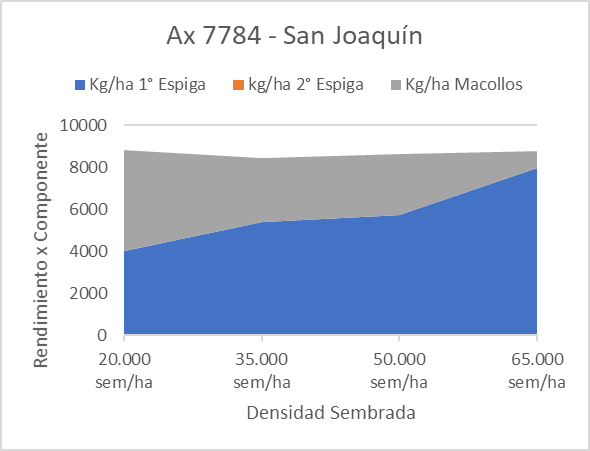 Ax 7784 - San Joaquín
Kg/ha 1° Espiga kg/ha 2° Espiga Kg/ha Macollos
Rendimiento x Componente
10000
8000
6000
4000
2000
0
20.000 35.000 50.000 65.000
sem/ha sem/ha sem/ha sem/ha
Densidad Sembrada